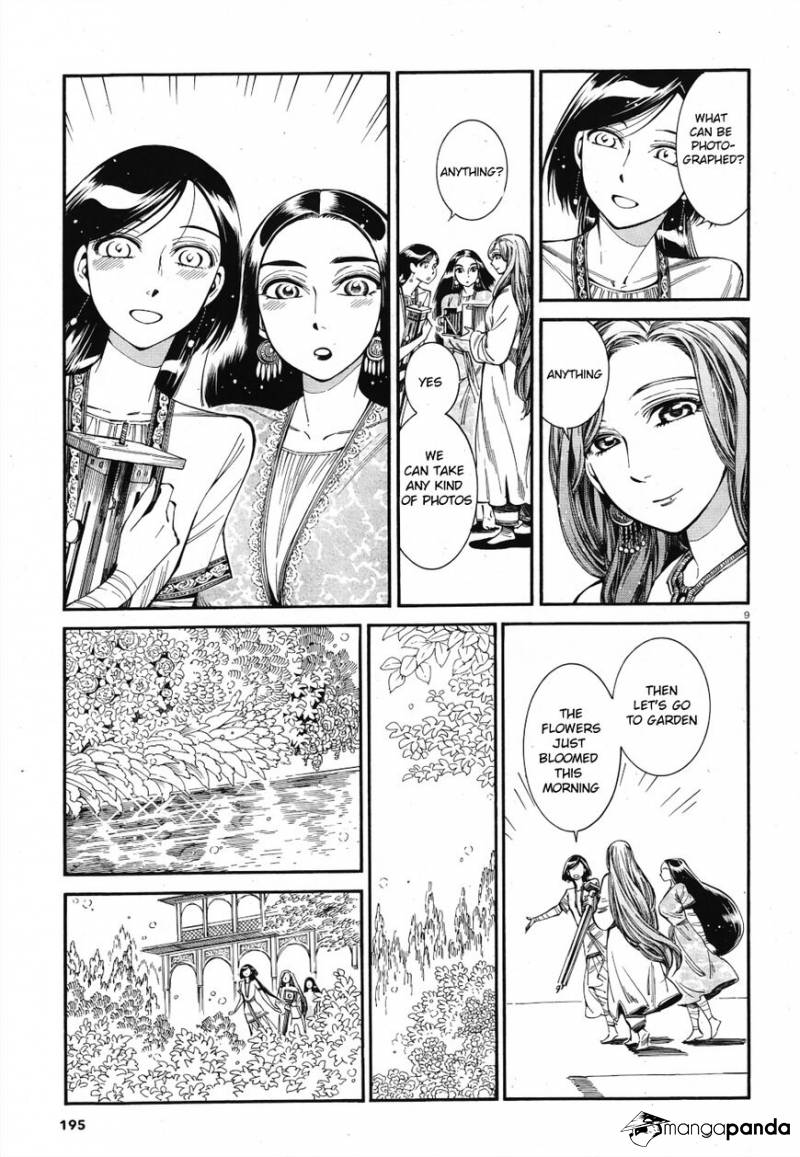 WHAT
CAN BE
PHOTO-
GRAPHED?
ANYTHING?
YES
WE
CAN TAKE
ANY KIND
OF PHOTOS
ANYTHING
9
THEN
LET'S GO
TO GARDEN
THE
FLOWERS
JUST
BLOOMED THIS
MORNING
195
mangapanda